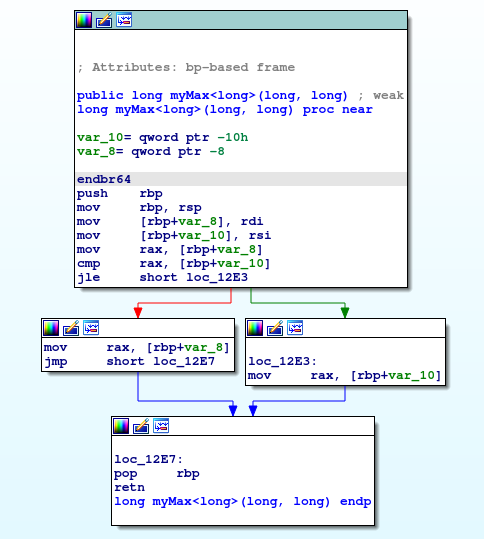 ; Attributes: bp-based frame
public long myMax<long>(long, long) ; weak
long myMax<long>(long, long) proc near
var_10= qword ptr -10h
var_8= qword ptr -8
endbr64
push rbp
mov rbp, rsp
mov [rbp+var_8], rdi
mov [rbp+var_10], rsi
mov rax, [rbp+var_8]
cmp rax, [rbp+var_10]
jle short loc_12E3
mov rax, [rbp+var_8]
jmp short loc_12E7
loc_12E3:
mov rax, [rbp+var_10]
loc_12E7:
pop rbp
retn
long myMax<long>(long, long) endp